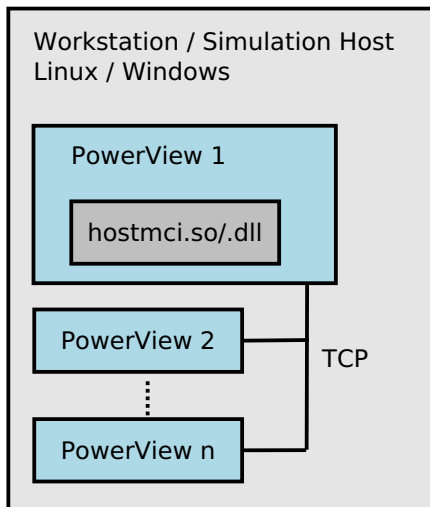 Workstation / Simulation Host
Linux / Windows
PowerView 1
hostmci.so/.dll
PowerView 2
TCP
PowerView n